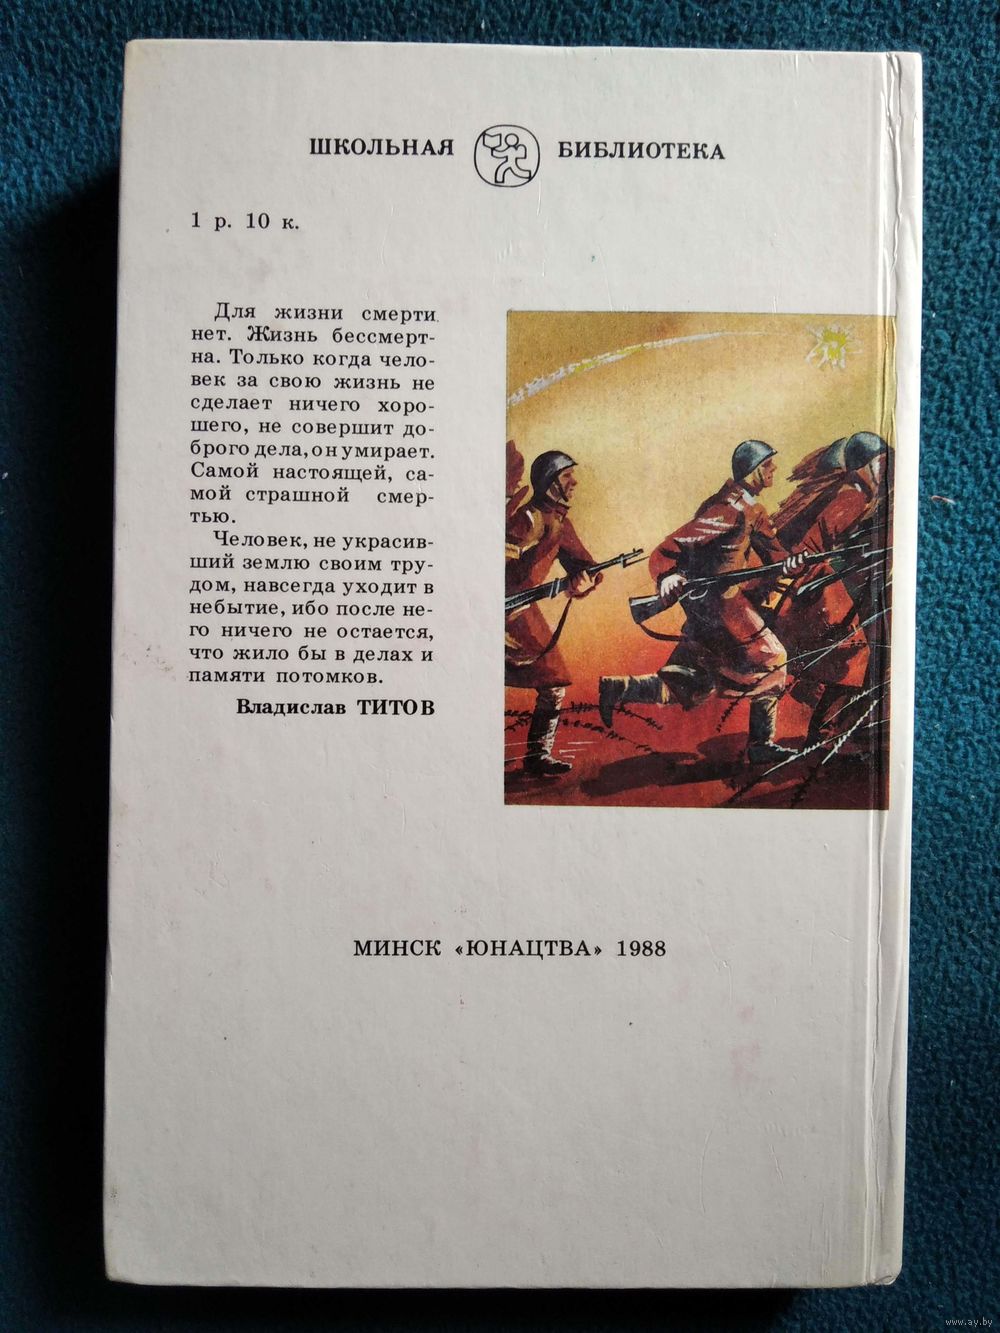 ШКОЛЬНАЯ БИБЛИОТЕКА
1 р. 10 к.
Для жизни смерти
нет. Жизнь бессмерт-
на. Только когда чело-
век за свою жизнь не
сделает ничего хоро-
шего, не совершит до-
брого дела, он умирает.
Самой настоящей, са-
мой страшной смер-
тью.
Человек, не украсив-
ший землю своим тру-
дом, навсегда уходит в
небытие, ибо после не-
го ничего не остается,
что жило бы в делах и
памяти потомков.
Владислав ТИТОВ
МИНСК «ЮНАЦТВА» 1988
www.ay.by